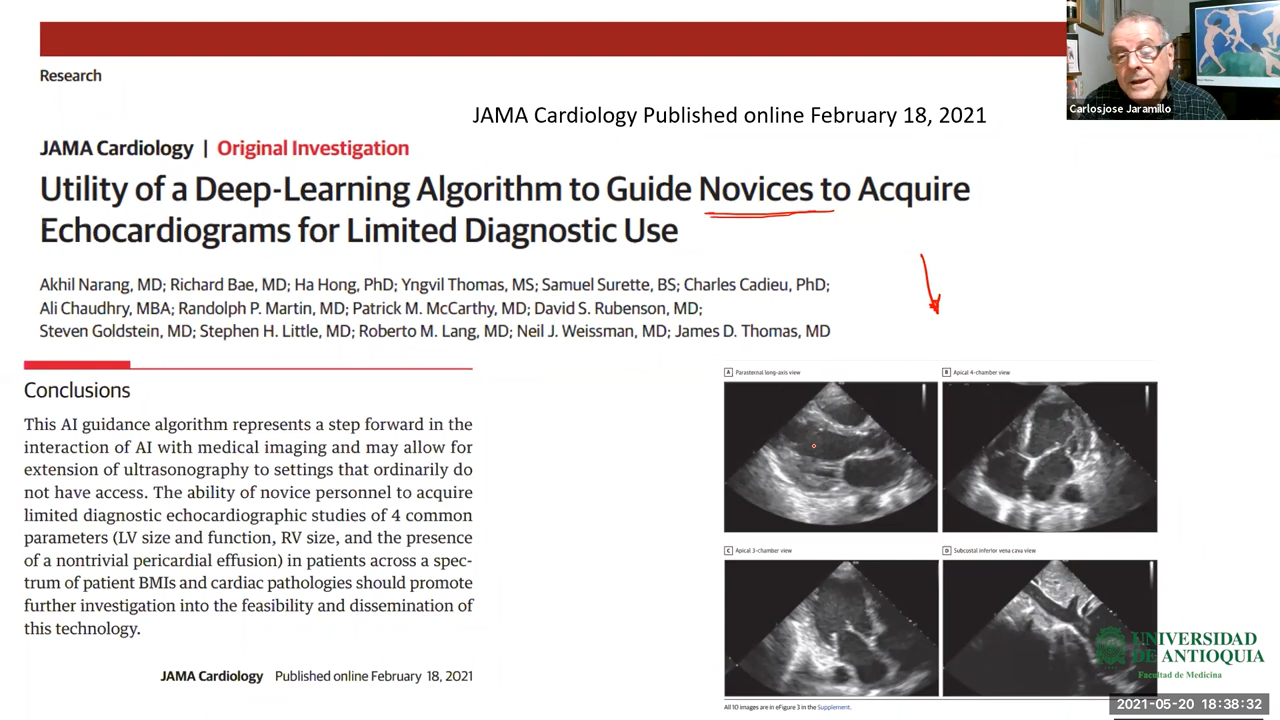 Research
JAMA Cardiology Published online February 18, 2021
Carlosjose Jaramillo
JAMA Cardiology | Original Investigation
Utility of a Deep-Learning Algorithm to Guide Novices to Acquire
Echocardiograms for Limited Diagnostic Use
Akhil Narang, MD; Richard Bae, MD; Ha Hong, PhD; Yngvil Thomas, MS; Samuel Surette, BS; Charles Cadieu, PhD;
Ali Chaudhry, MBA; Randolph P. Martin, MD; Patrick M. McCarthy, MD; David S. Rubenson, MD;
Steven Goldstein, MD; Stephen H. Little, MD; Roberto M. Lang, MD; Neil J. Weissman, MD; James D. Thomas, MD
Conclusions
This AI guidance algorithm represents a step forward in the
interaction of AI with medical imaging and may allow for
extension of ultrasonography to settings that ordinarily do
not have access. The ability of novice personnel to acquire
limited diagnostic echocardiographic studies of 4 common
parameters (LV size and function, RV size, and the presence
of a nontrivial pericardial effusion) in patients across a spec-
trum of patient BMIs and cardiac pathologies should promote
further investigation into the feasibility and dissemination of
this technology.
JAMA Cardiology Published online February 18, 2021
A Parasternal long-axis view
B Apical 4-chamber view
C Apical 3-chamber view
D Subcostal inferior vena cava view
All 10 images are in eFigure 3 in the Supplement.
UNIVERSIDAD
DE ANTIOQUIA
Facultad de Medicina
2021-05-20 18:38:32